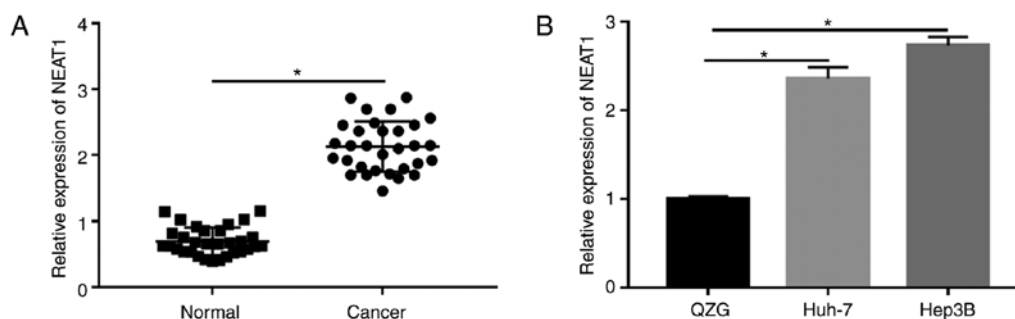 A
Relative expression of NEAT1
4
3
2
1
0
*
Normal
Cancer
B
Relative expression of NEAT1
3
2
1
0
*
*
QZG
Huh-7
Hep3B